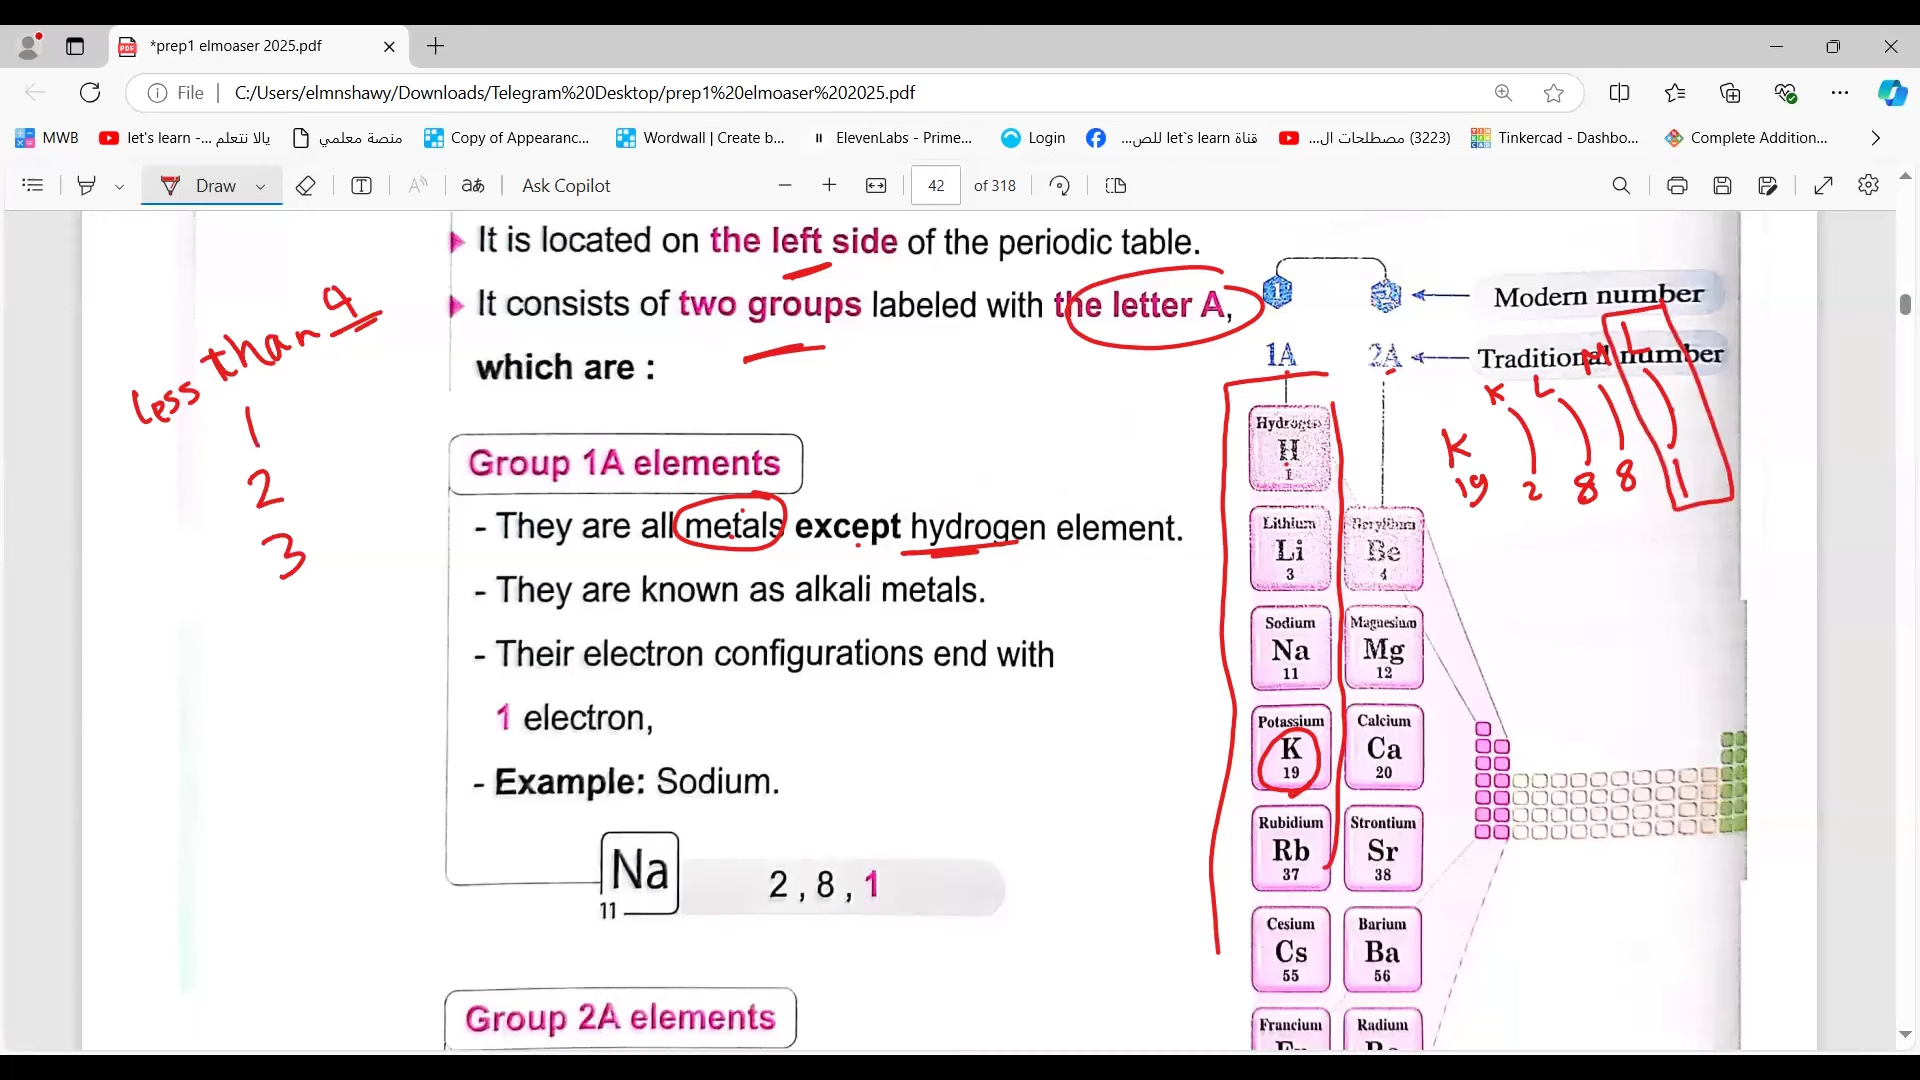 *prep1 elmoaser 2025.pdf
File
C:/Users/elmnshawy/Downloads/Telegram%20Desktop/prep1%20elmoaser%202025.pdf
MWB
let's learn -... يالا نتعلم
منصة معلمي
Copy of Appearanc...
Wordwall | Create b...
ElevenLabs - Prime...
Login
قناة let`s learn للص...
(3223) مصطلحات ال...
Tinkercad - Dashbo...
Complete Addition...
Draw
Ask Copilot
42 of 318
It is located on the left side of the periodic table.
It consists of two groups labeled with the letter A,
which are :
Modern number
1A 2A Traditional number
less than 4
1
2
3
K L M L
K
19 2 8 8 1
Group 1A elements
- They are all metals except hydrogen element.
- They are known as alkali metals.
- Their electron configurations end with
1 electron,
- Example: Sodium.
Na
11
2 , 8 , 1
Group 2A elements
Hydrogen
H
1
Lithium
Li
3
Beryllium
Be
4
Sodium
Na
11
Magnesium
Mg
12
Potassium
K
19
Calcium
Ca
20
Rubidium
Rb
37
Strontium
Sr
38
Cesium
Cs
55
Barium
Ba
56
Francium
Radium